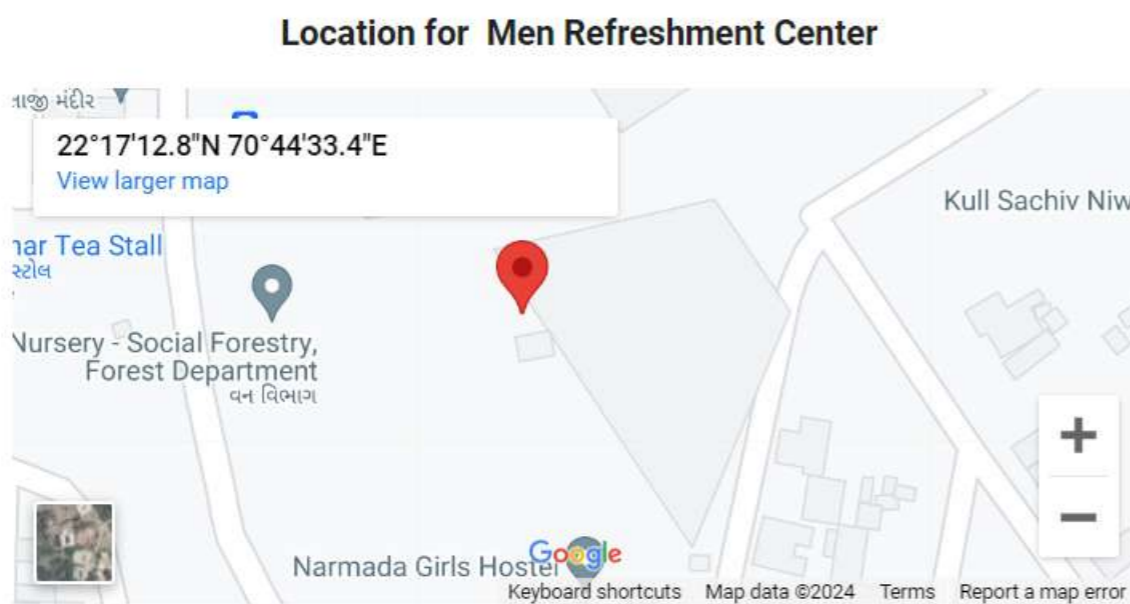 Location for Men Refreshment Center
તાજી મંદીર
22°17'12.8"N 70°44'33.4"E
View larger map
Kull Sachiv Niw
nar Tea Stall
સ્ટોલ
Nursery - Social Forestry,
Forest Department
વન વિભાગ
+
−
Narmada Girls Hostel
Google
Keyboard shortcuts Map data ©2024 Terms Report a map error